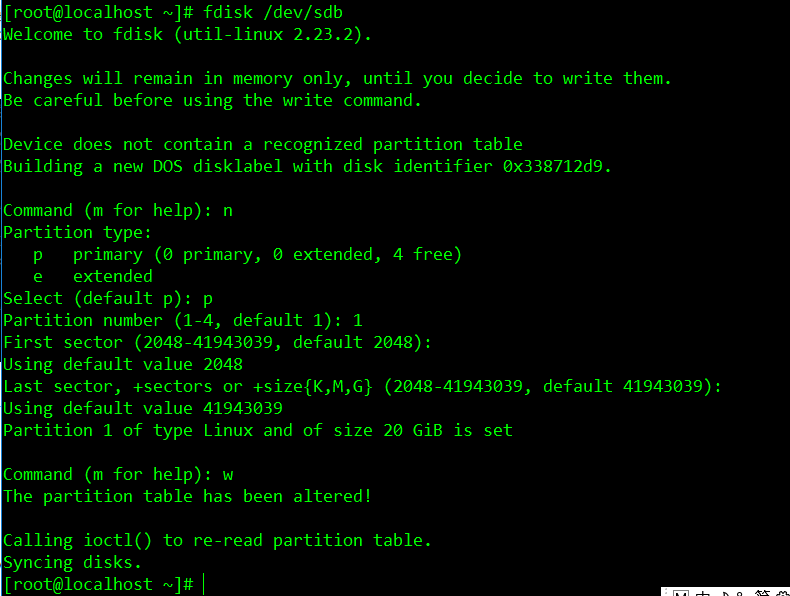 [root@localhost ~]# fdisk /dev/sdb
Welcome to fdisk (util-linux 2.23.2).
Changes will remain in memory only, until you decide to write them.
Be careful before using the write command.
Device does not contain a recognized partition table
Building a new DOS disklabel with disk identifier 0x338712d9.
Command (m for help): n
Partition type:
   p   primary (0 primary, 0 extended, 4 free)
   e   extended
Select (default p): p
Partition number (1-4, default 1): 1
First sector (2048-41943039, default 2048):
Using default value 2048
Last sector, +sectors or +size{K,M,G} (2048-41943039, default 41943039):
Using default value 41943039
Partition 1 of type Linux and of size 20 GiB is set
Command (m for help): w
The partition table has been altered!
Calling ioctl() to re-read partition table.
Syncing disks.
[root@localhost ~]#